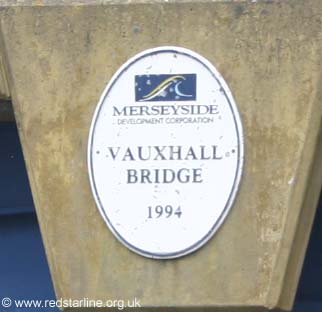 MERSEYSIDE
DEVELOPMENT CORPORATION
· VAUXHALL ·
BRIDGE
1994
© www.redstarline.org.uk